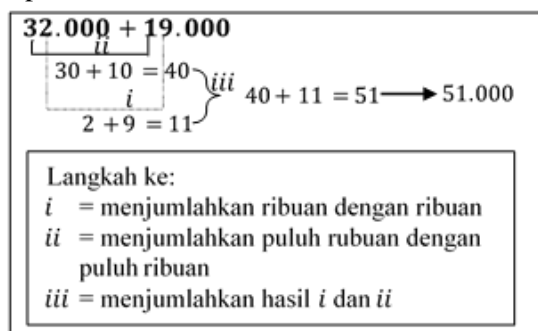 32.000 + 19.000
ii
30 + 10 = 40
iii
40 + 11 = 51 → 51.000
i
2 + 9 = 11
Langkah ke:
i = menjumlahkan ribuan dengan ribuan
ii = menjumlahkan puluh rubuan dengan
puluh ribuan
iii = menjumlahkan hasil i dan ii